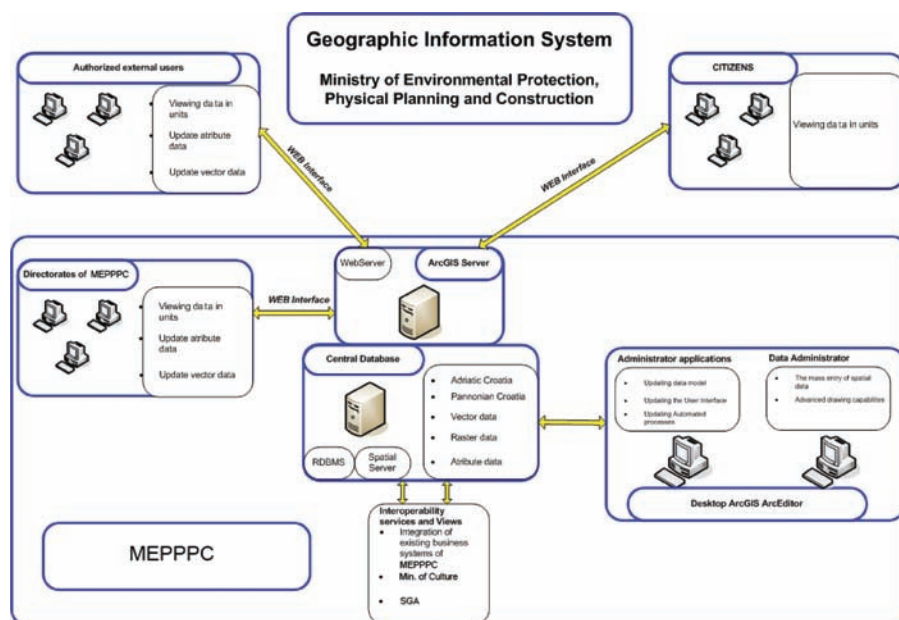 Geographic Information System
Ministry of Environmental Protection,
Physical Planning and Construction
Authorized external users
Viewing data in
units
Update atribute
data
Update vector data
CITIZENS
Viewing data in units
WEB Interface
WEB Interface
WebServer
ArcGIS Server
Directorates of MEPPPC
Viewing data in
units
Update atribute
data
Update vector data
WEB Interface
Central Database
Adriatic Croatia
Pannonian Croatia
Vector data
Raster data
Atribute data
RDBMS
Spatial
Server
Administrator applications
Updating data model
Updating the User Interface
Updating Automated
processes
Data Administrator
The mass entry of spatial
data
Advanced drawing capabilites
Desktop ArcGIS ArcEditor
Interoperability
services and Views
Integration of
existing business
systems of
MEPPPC
Min. of Culture
SGA
MEPPPC